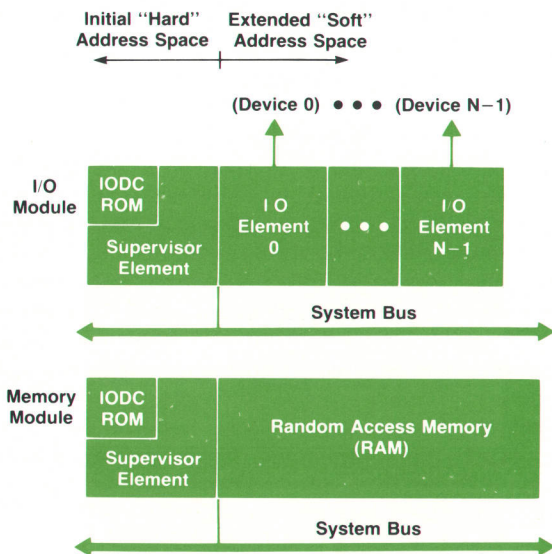 Initial "Hard"
Address Space
Extended "Soft"
Address Space
(Device 0) ● ● ● (Device N−1)
I/O
Module
IODC
ROM
Supervisor
Element
I O
Element
0
● ● ●
I/O
Element
N−1
System Bus
Memory
Module
IODC
ROM
Supervisor
Element
Random Access Memory
(RAM)
System Bus